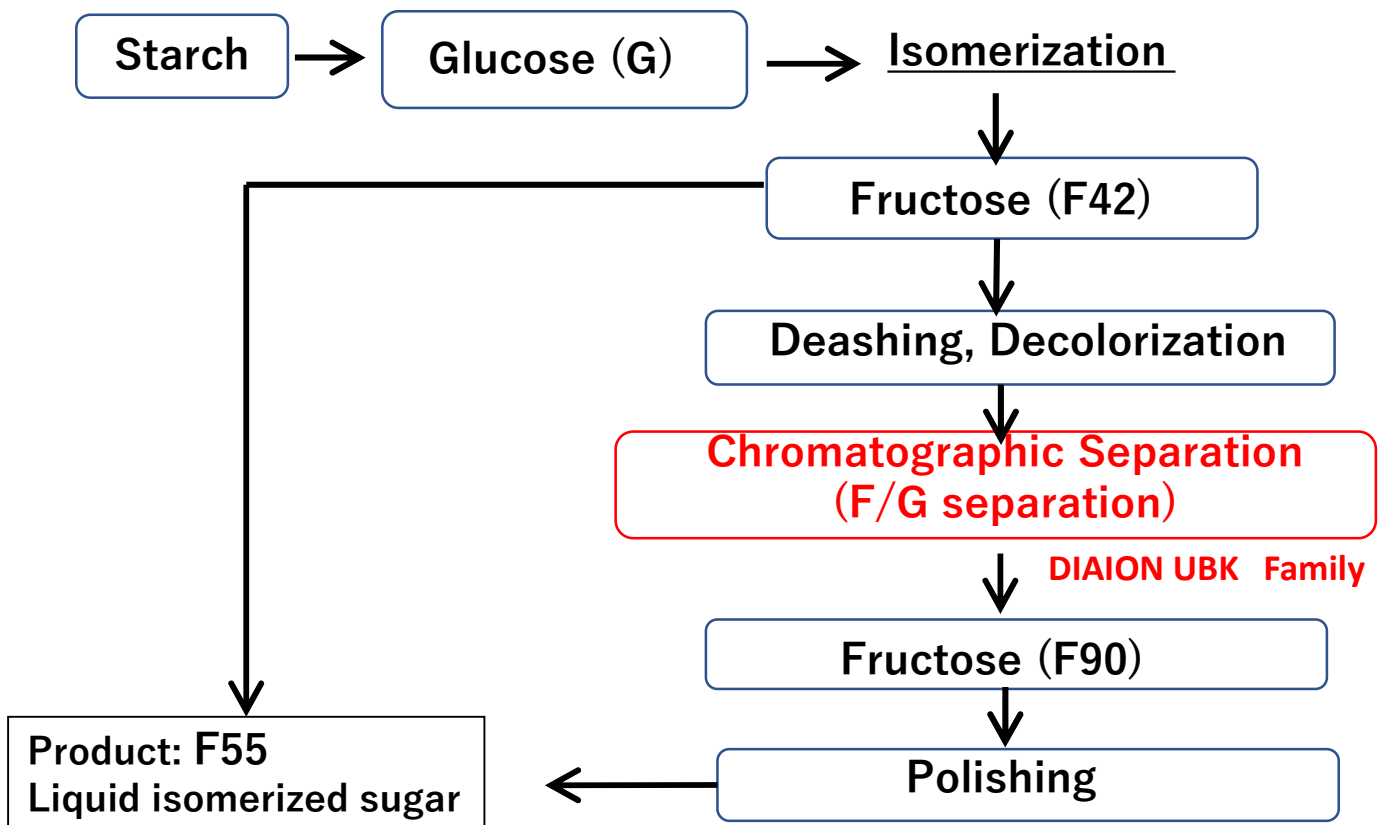 Starch
Glucose (G)
Isomerization
Fructose (F42)
Deashing, Decolorization
Chromatographic Separation
(F/G separation)
DIAION UBK Family
Fructose (F90)
Polishing
Product: F55
Liquid isomerized sugar